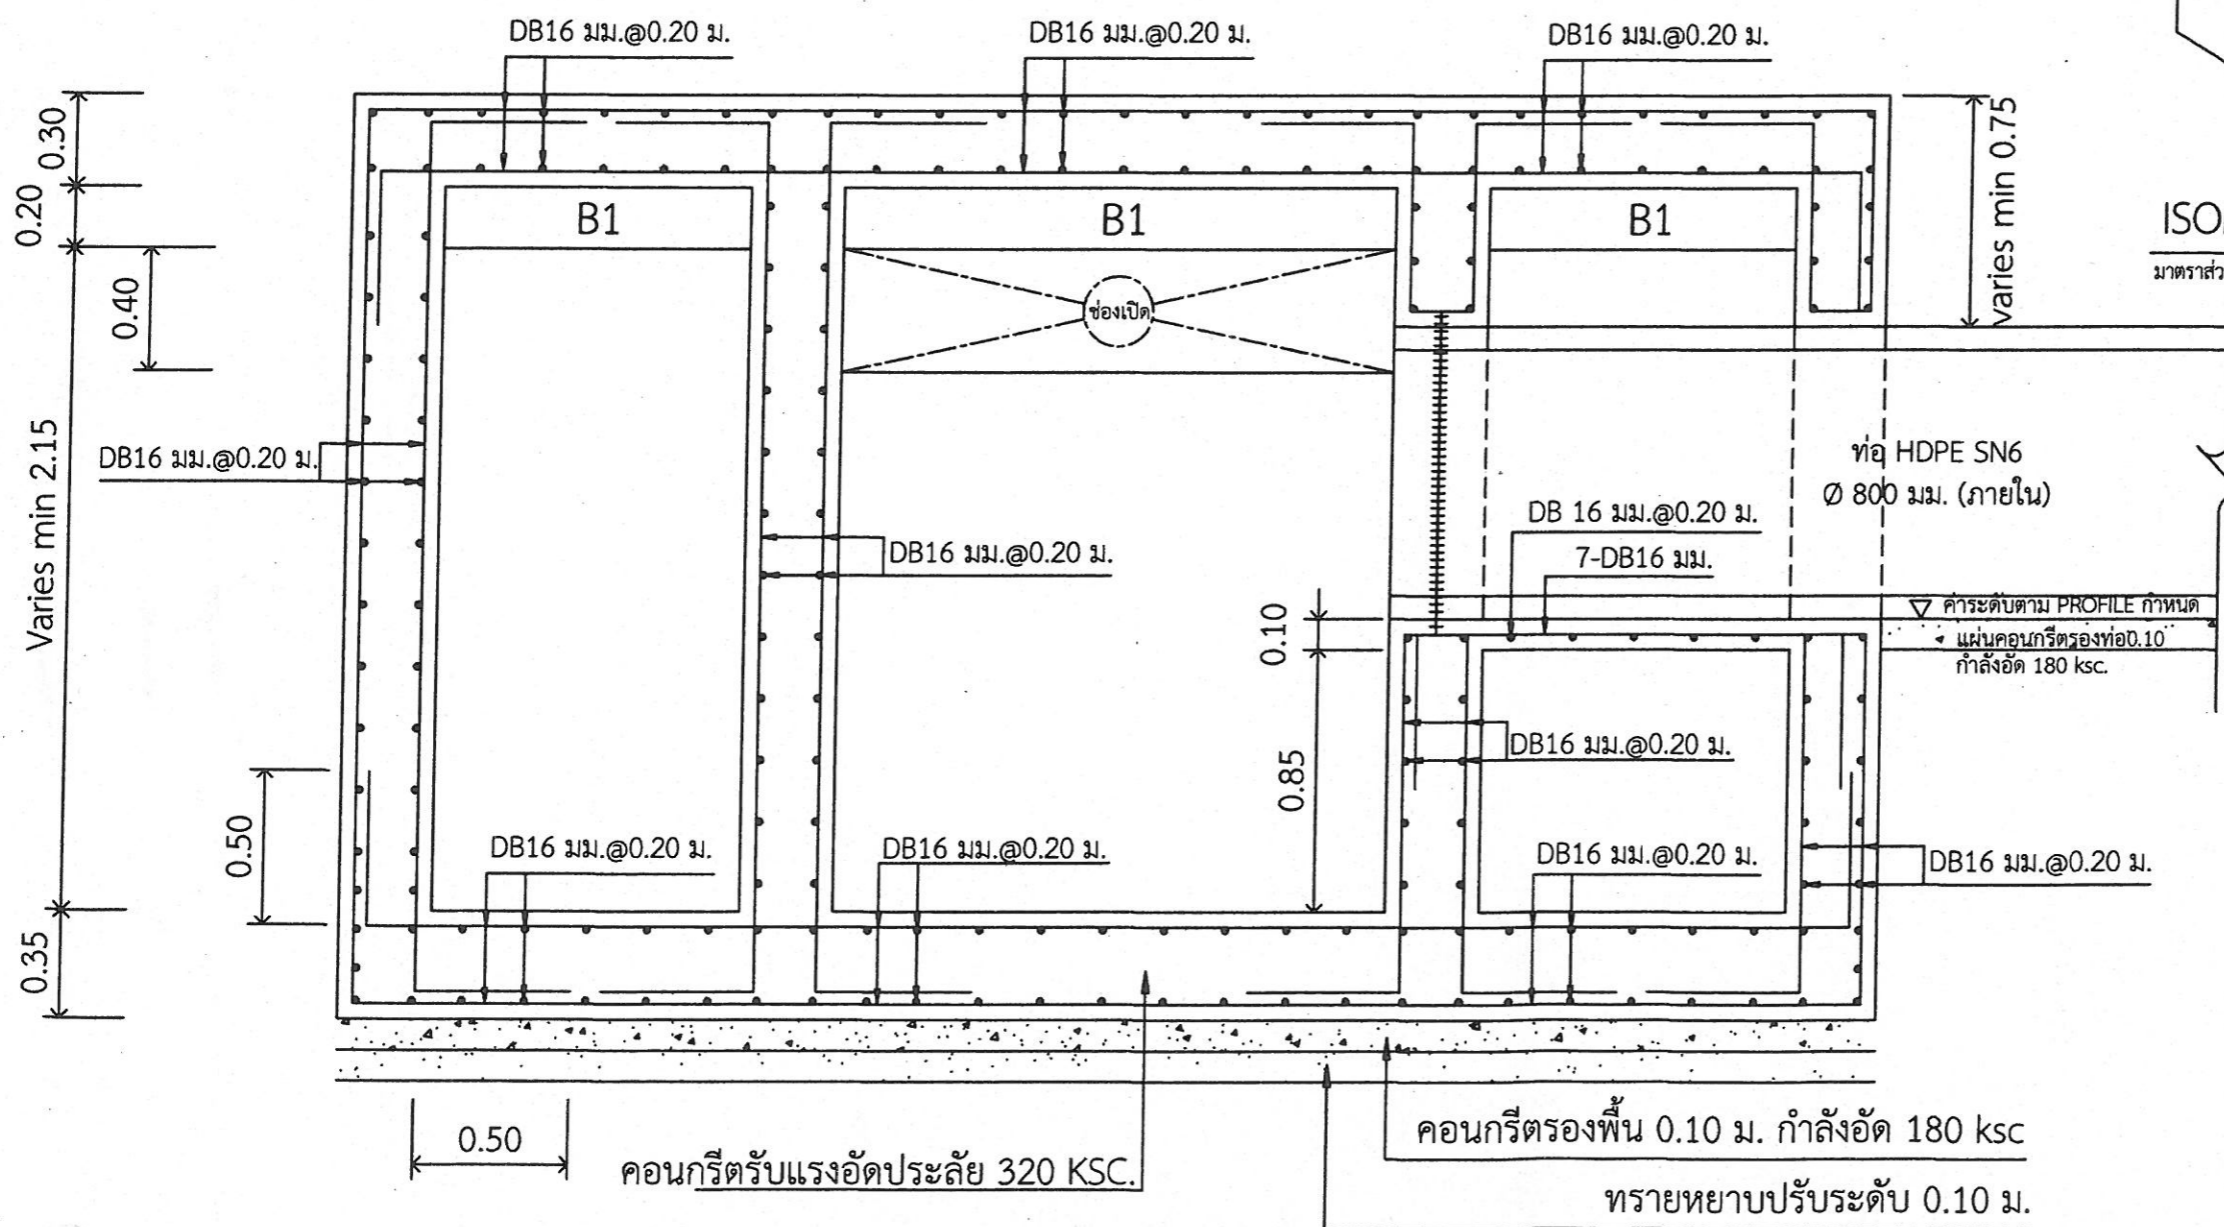 DB16 มม.@0.20 ม.
DB16 มม.@0.20 ม.
DB16 มม.@0.20 ม.
0.30
0.20
0.40
Varies min 2.15
0.50
0.35
B1
B1
B1
ช่องเปิด
varies min 0.75
มาตราส่ว
DB16 มม.@0.20 ม.
DB16 มม.@0.20 ม.
ท่อ HDPE SN6
Ø 800 มม. (ภายใน)
DB 16 มม.@0.20 ม.
7-DB16 มม.
0.10
0.85
ค่าระดับตาม PROFILE กำหนด
แผ่นคอนกรีตรองท่อ0.10
กำลังอัด 180 ksc.
DB16 มม.@0.20 ม.
DB16 มม.@0.20 ม.
DB16 มม.@0.20 ม.
DB16 มม.@0.20 ม.
DB16 มม.@0.20 ม.
0.50
คอนกรีตรับแรงอัดประลัย 320 KSC.
คอนกรีตรองพื้น 0.10 ม. กำลังอัด 180 ksc
ทรายหยาบปรับระดับ 0.10 ม.